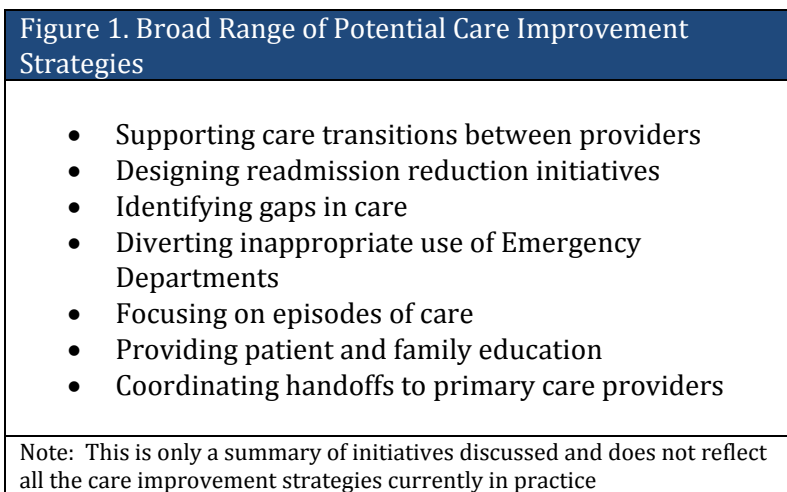 Figure 1. Broad Range of Potential Care Improvement
Strategies
• Supporting care transitions between providers
• Designing readmission reduction initiatives
• Identifying gaps in care
• Diverting inappropriate use of Emergency
Departments
• Focusing on episodes of care
• Providing patient and family education
• Coordinating handoffs to primary care providers
Note:  This is only a summary of initiatives discussed and does not reflect
all the care improvement strategies currently in practice